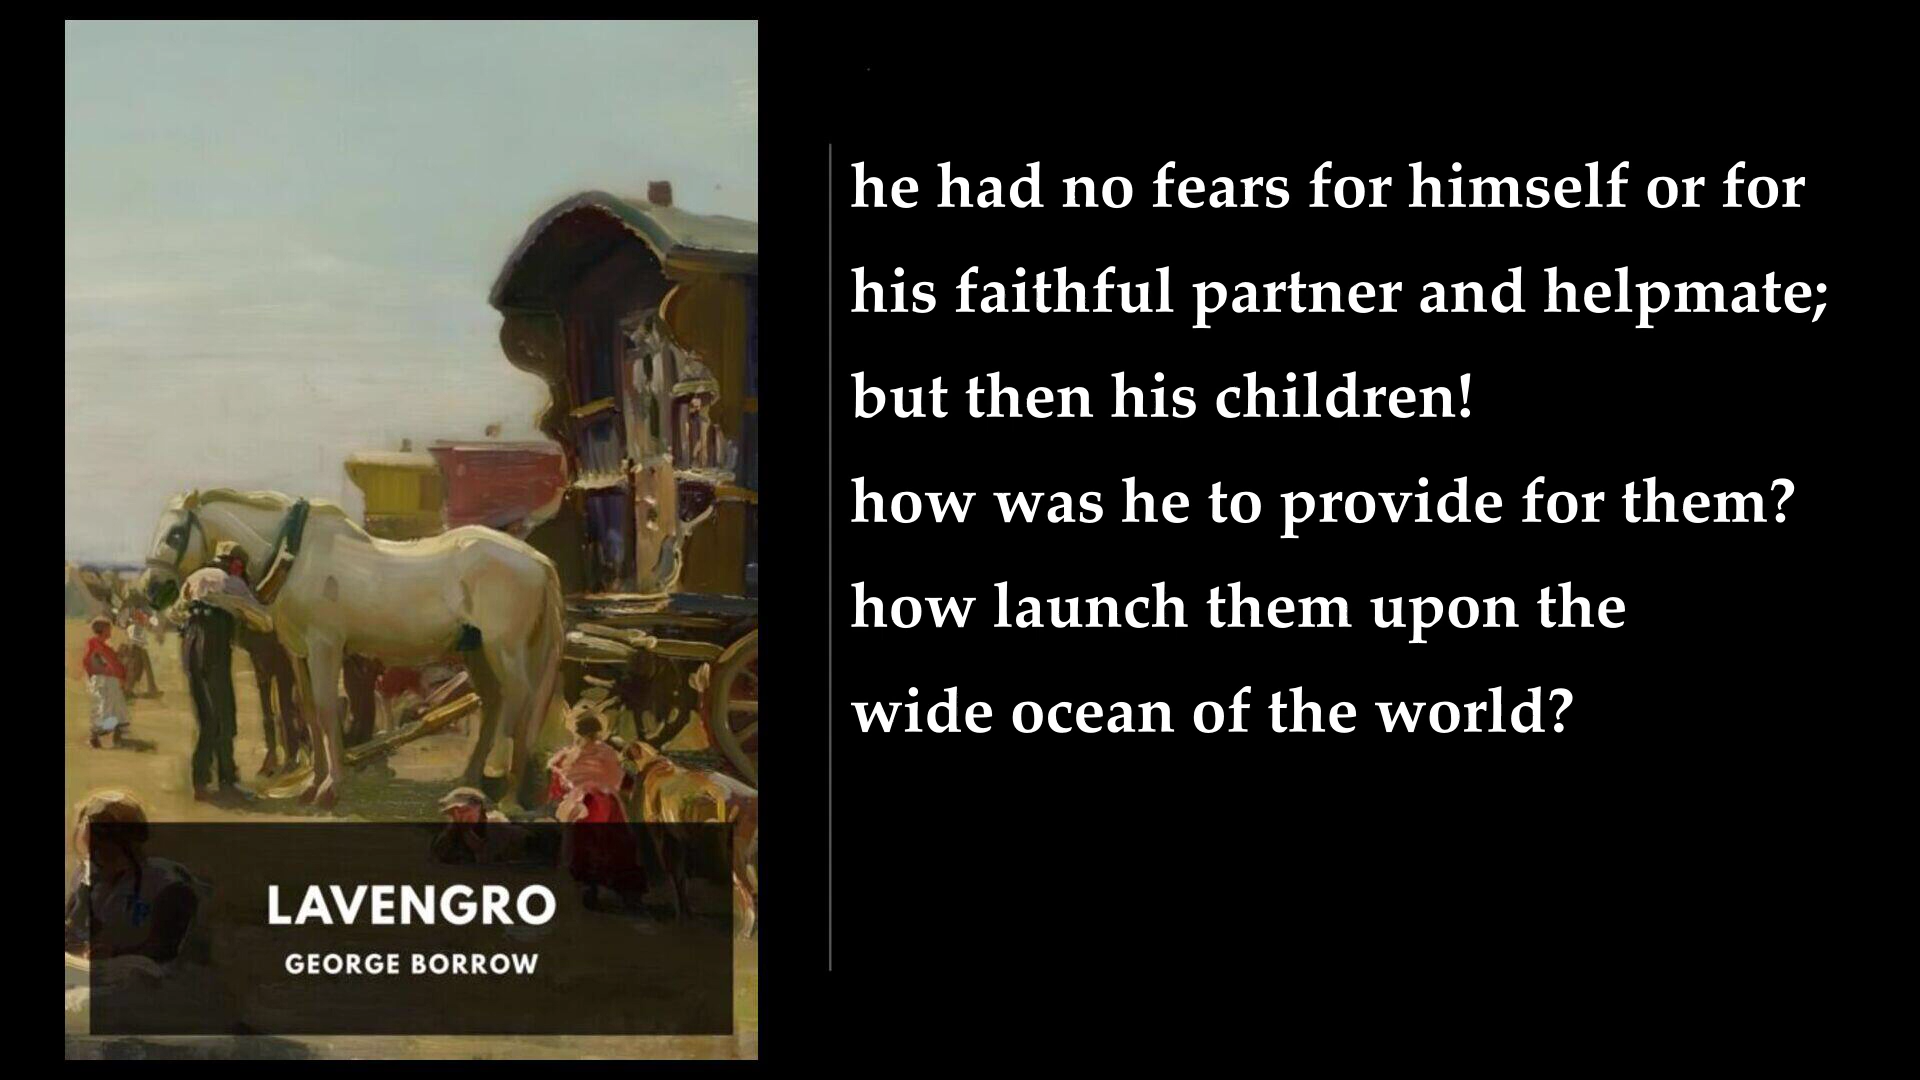 he had no fears for himself or for
his faithful partner and helpmate;
but then his children!
how was he to provide for them?
how launch them upon the
wide ocean of the world?
LAVENGRO
GEORGE BORROW